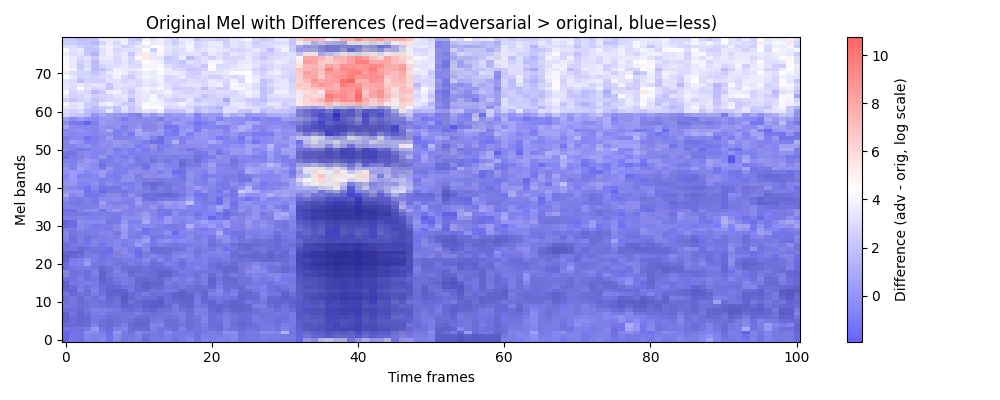 Original Mel with Differences (red=adversarial > original, blue=less)
Mel bands
70
60
50
40
30
20
10
0
0 20 40 60 80 100
Time frames
10
8
6
4
2
0
Difference (adv - orig, log scale)